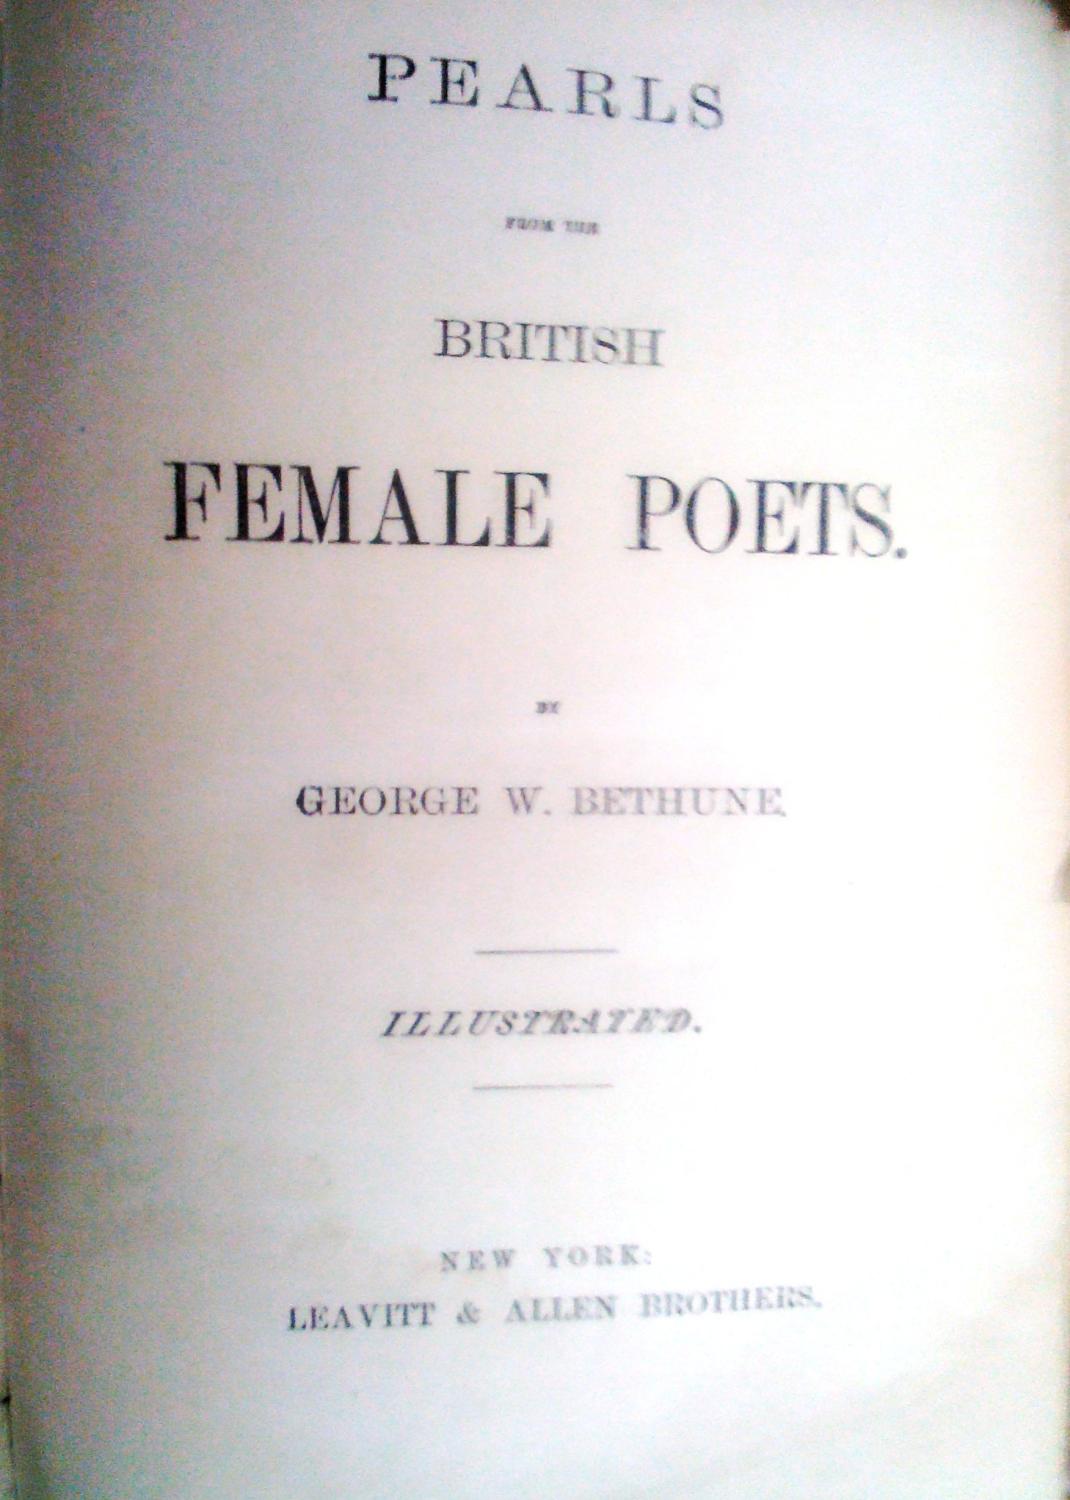 PEARLS
FROM THE
BRITISH
FEMALE POETS.
BY
GEORGE W. BETHUNE.
ILLUSTRATED.
NEW YORK:
LEAVITT & ALLEN BROTHERS.